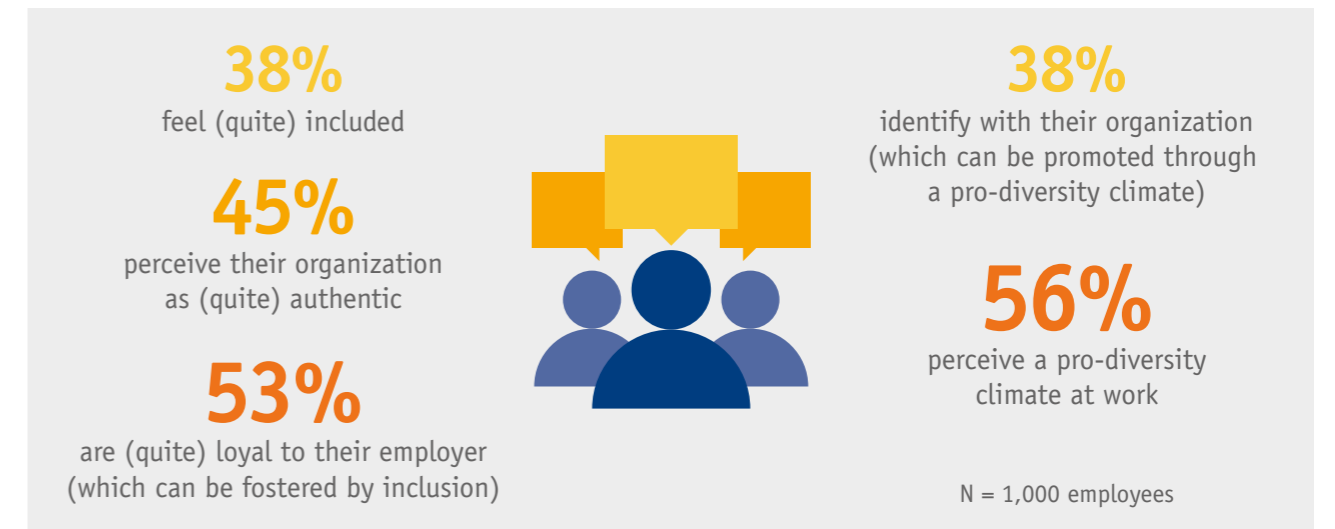 38%
feel (quite) included
45%
perceive their organization
as (quite) authentic
53%
are (quite) loyal to their employer
(which can be fostered by inclusion)
38%
identify with their organization
(which can be promoted through
a pro-diversity climate)
56%
perceive a pro-diversity
climate at work
N = 1,000 employees